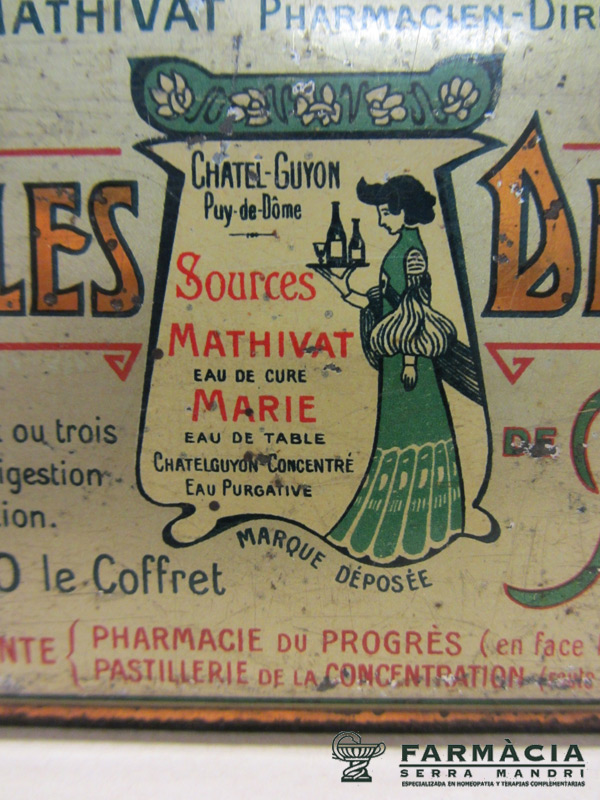 MATHIVAT PHARMACIEN-DIR
CHATEL-GUYON
Puy-de-Dôme
Sources
MATHIVAT
EAU DE CURE
MARIE
EAU DE TABLE
CHATELGUYON-CONCENTRÉ
EAU PURGATIVE
MARQUE DÉPOSÉE
LES
DE
ou trois
igestion
ion.
DE
O le Coffret
NTE { PHARMACIE DU PROGRÈS (en face
PASTILLERIE DE LA CONCENTRATION
FARMÀCIA
SERRA MANDRI
ESPECIALIZADA EN HOMEOPATIA Y TERAPIAS COMPLEMENTARIAS